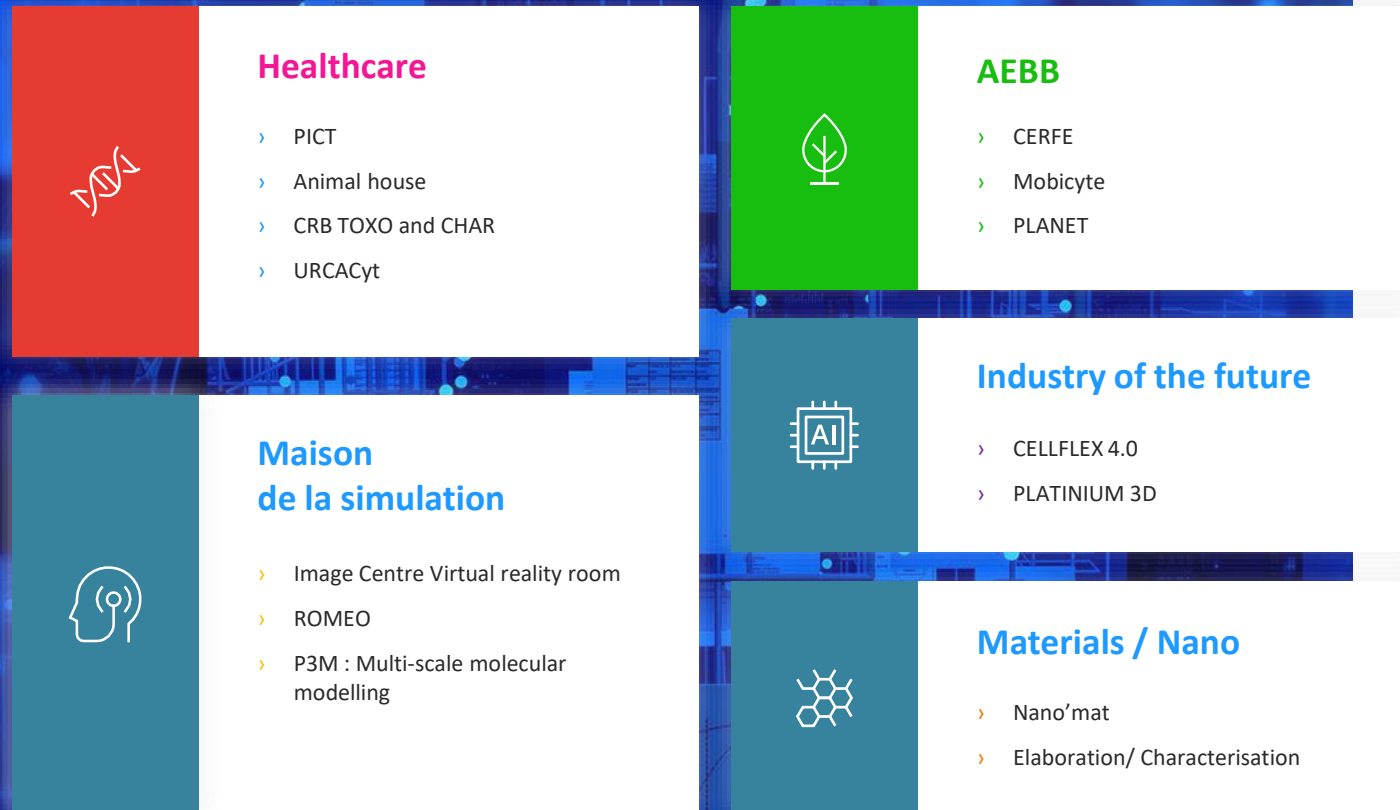 Healthcare
› PICT
› Animal house
› CRB TOXO and CHAR
› URCACyt
Maison
de la simulation
› Image Centre Virtual reality room
› ROMEO
› P3M : Multi-scale molecular
modelling
AEBB
› CERFE
› Mobicyte
› PLANET
AI
Industry of the future
› CELLFLEX 4.0
› PLATINIUM 3D
Materials / Nano
› Nano’mat
› Elaboration/ Characterisation